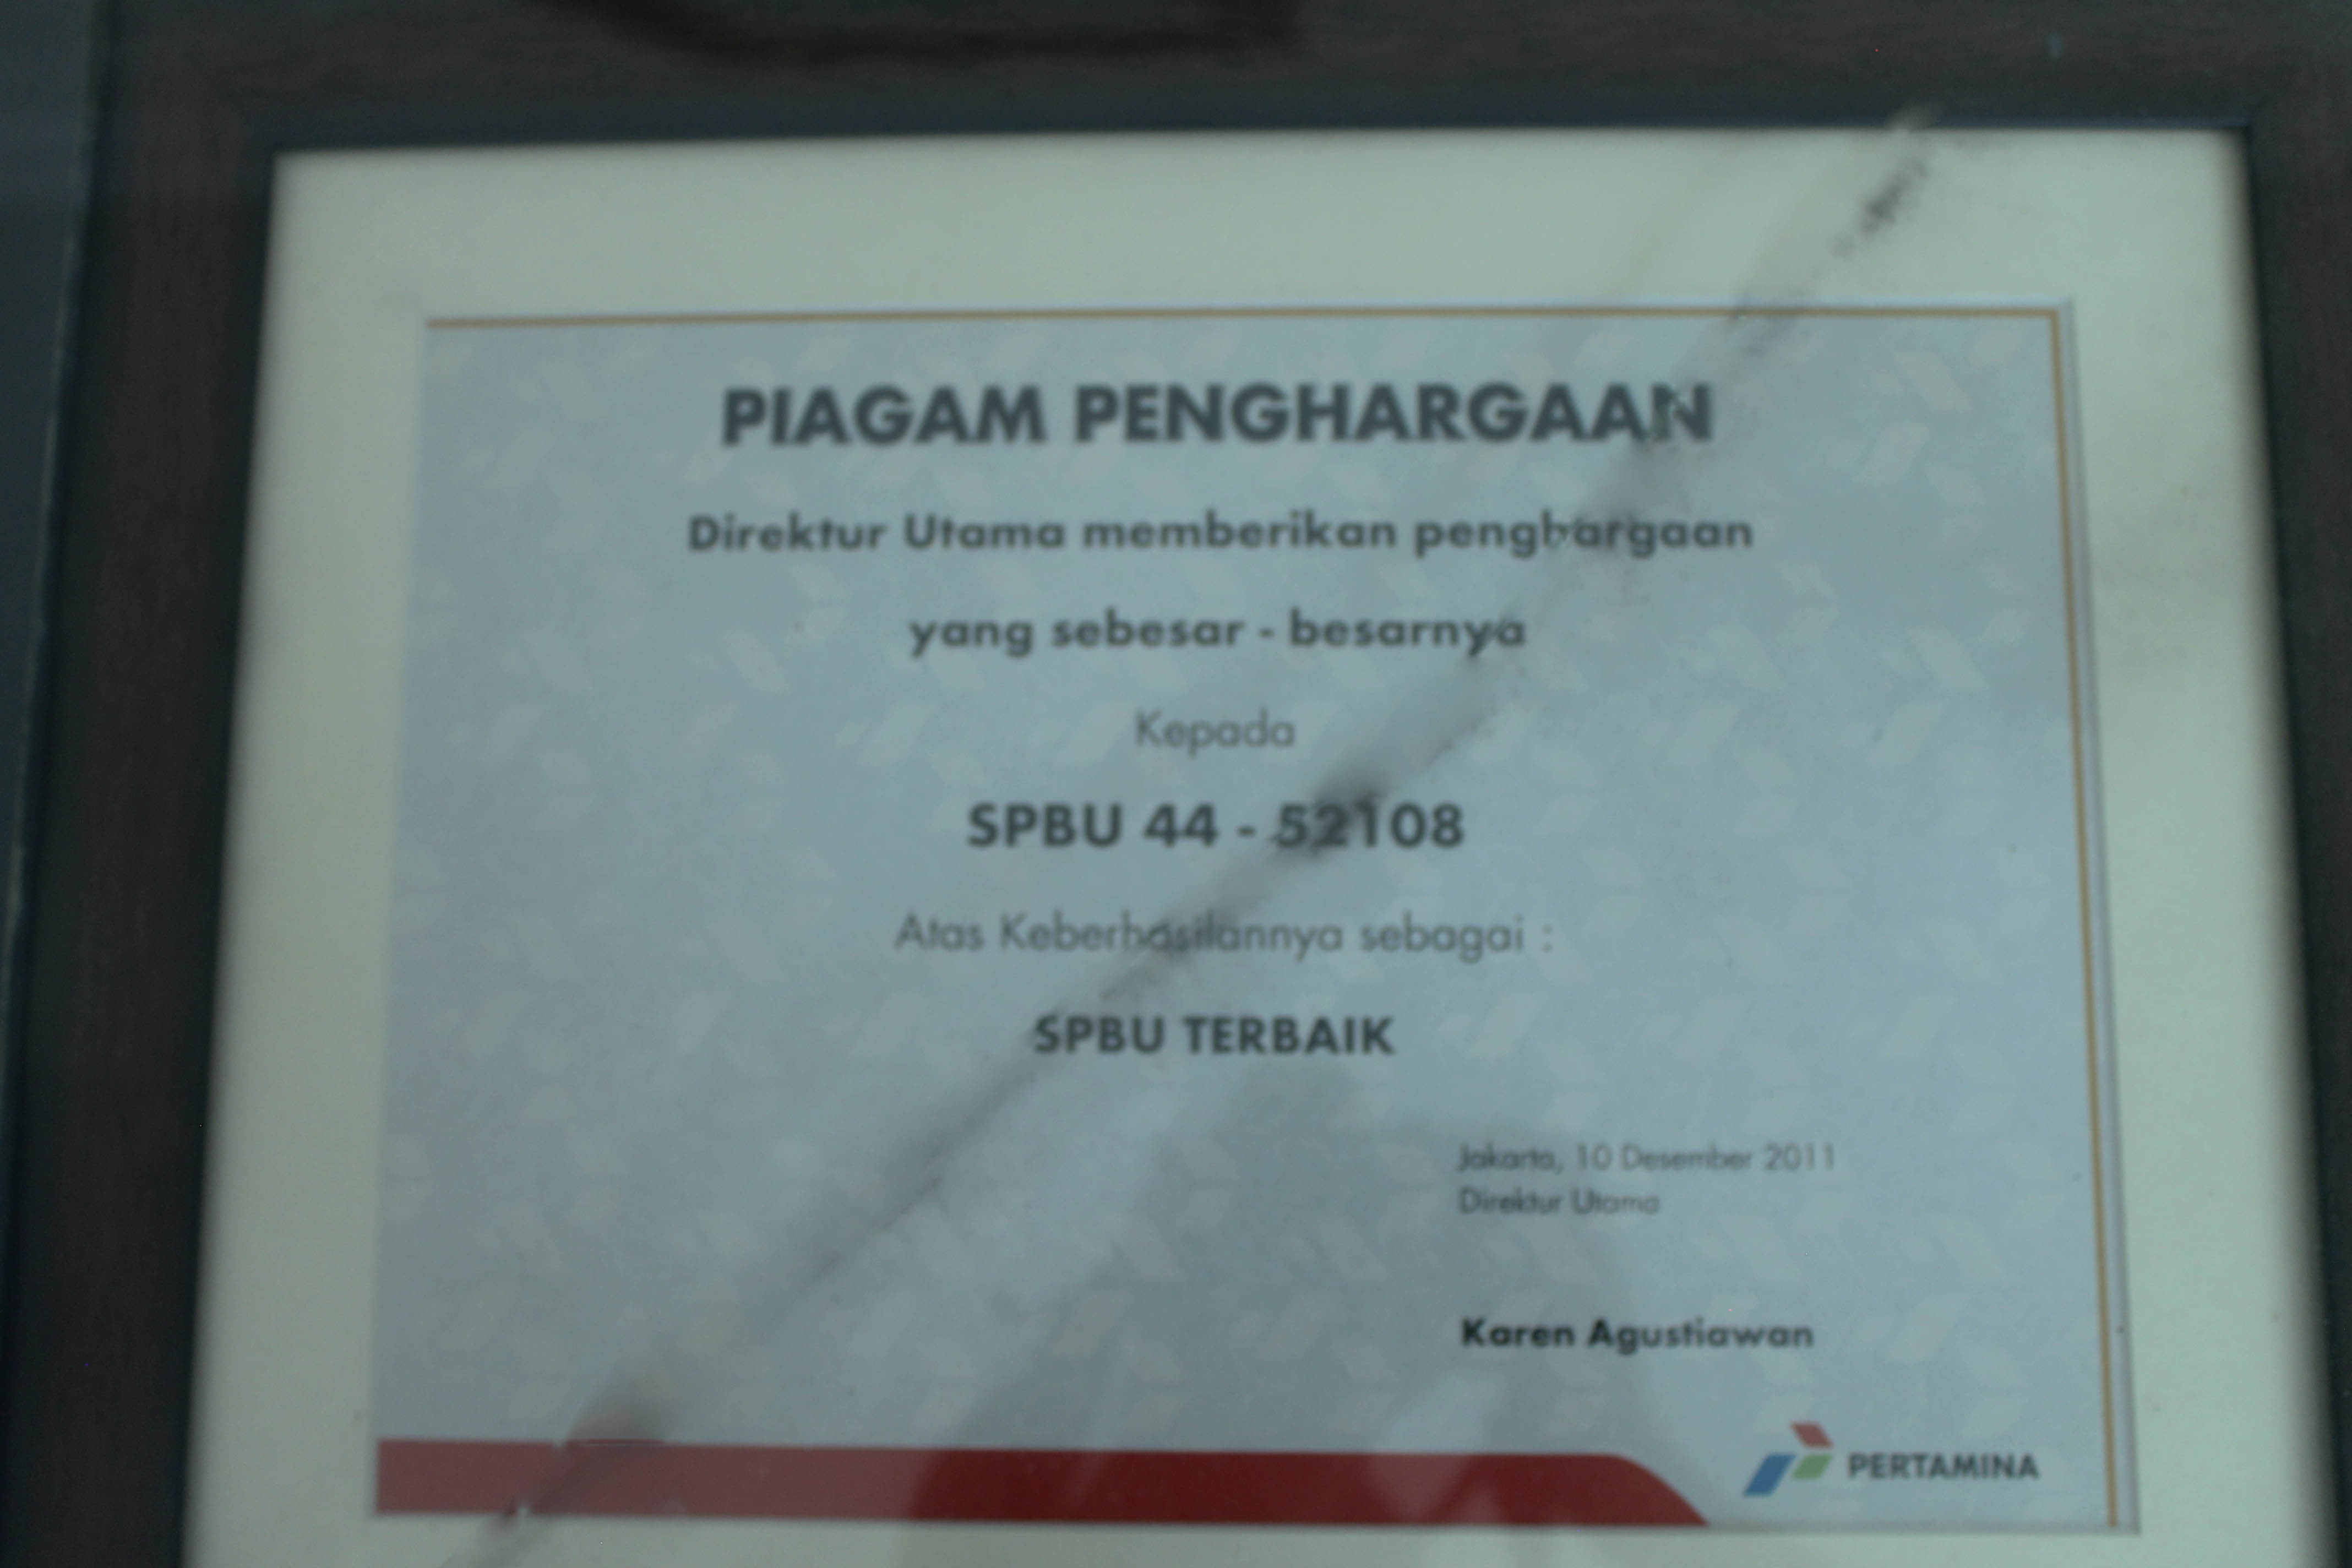 PIAGAM PENGHARGAAN
Direktur Utama memberikan penghargaan
yang sebesar - besarnya
Kepada
SPBU 44 - 52108
Atas Keberhasilannya sebagai :
SPBU TERBAIK
Jakarta, 10 Desember 2011
Direktur Utama
Karen Agustiawan
PERTAMINA